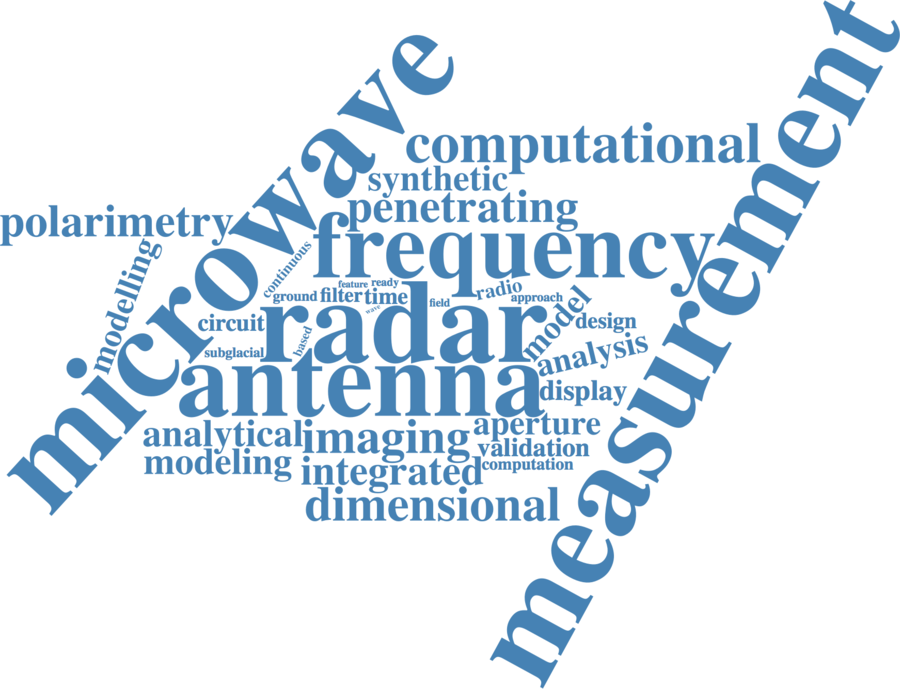 microwave
measurement
computational
synthetic
polarimetry
penetrating
frequency
modelling
continuous
feature
ready
ground
filter
time
field
radio
approach
wave
circuit
radar
model
design
based
subglacial
analysis
antenna
display
analytical
imaging
aperture
validation
modeling
integrated
computation
dimensional